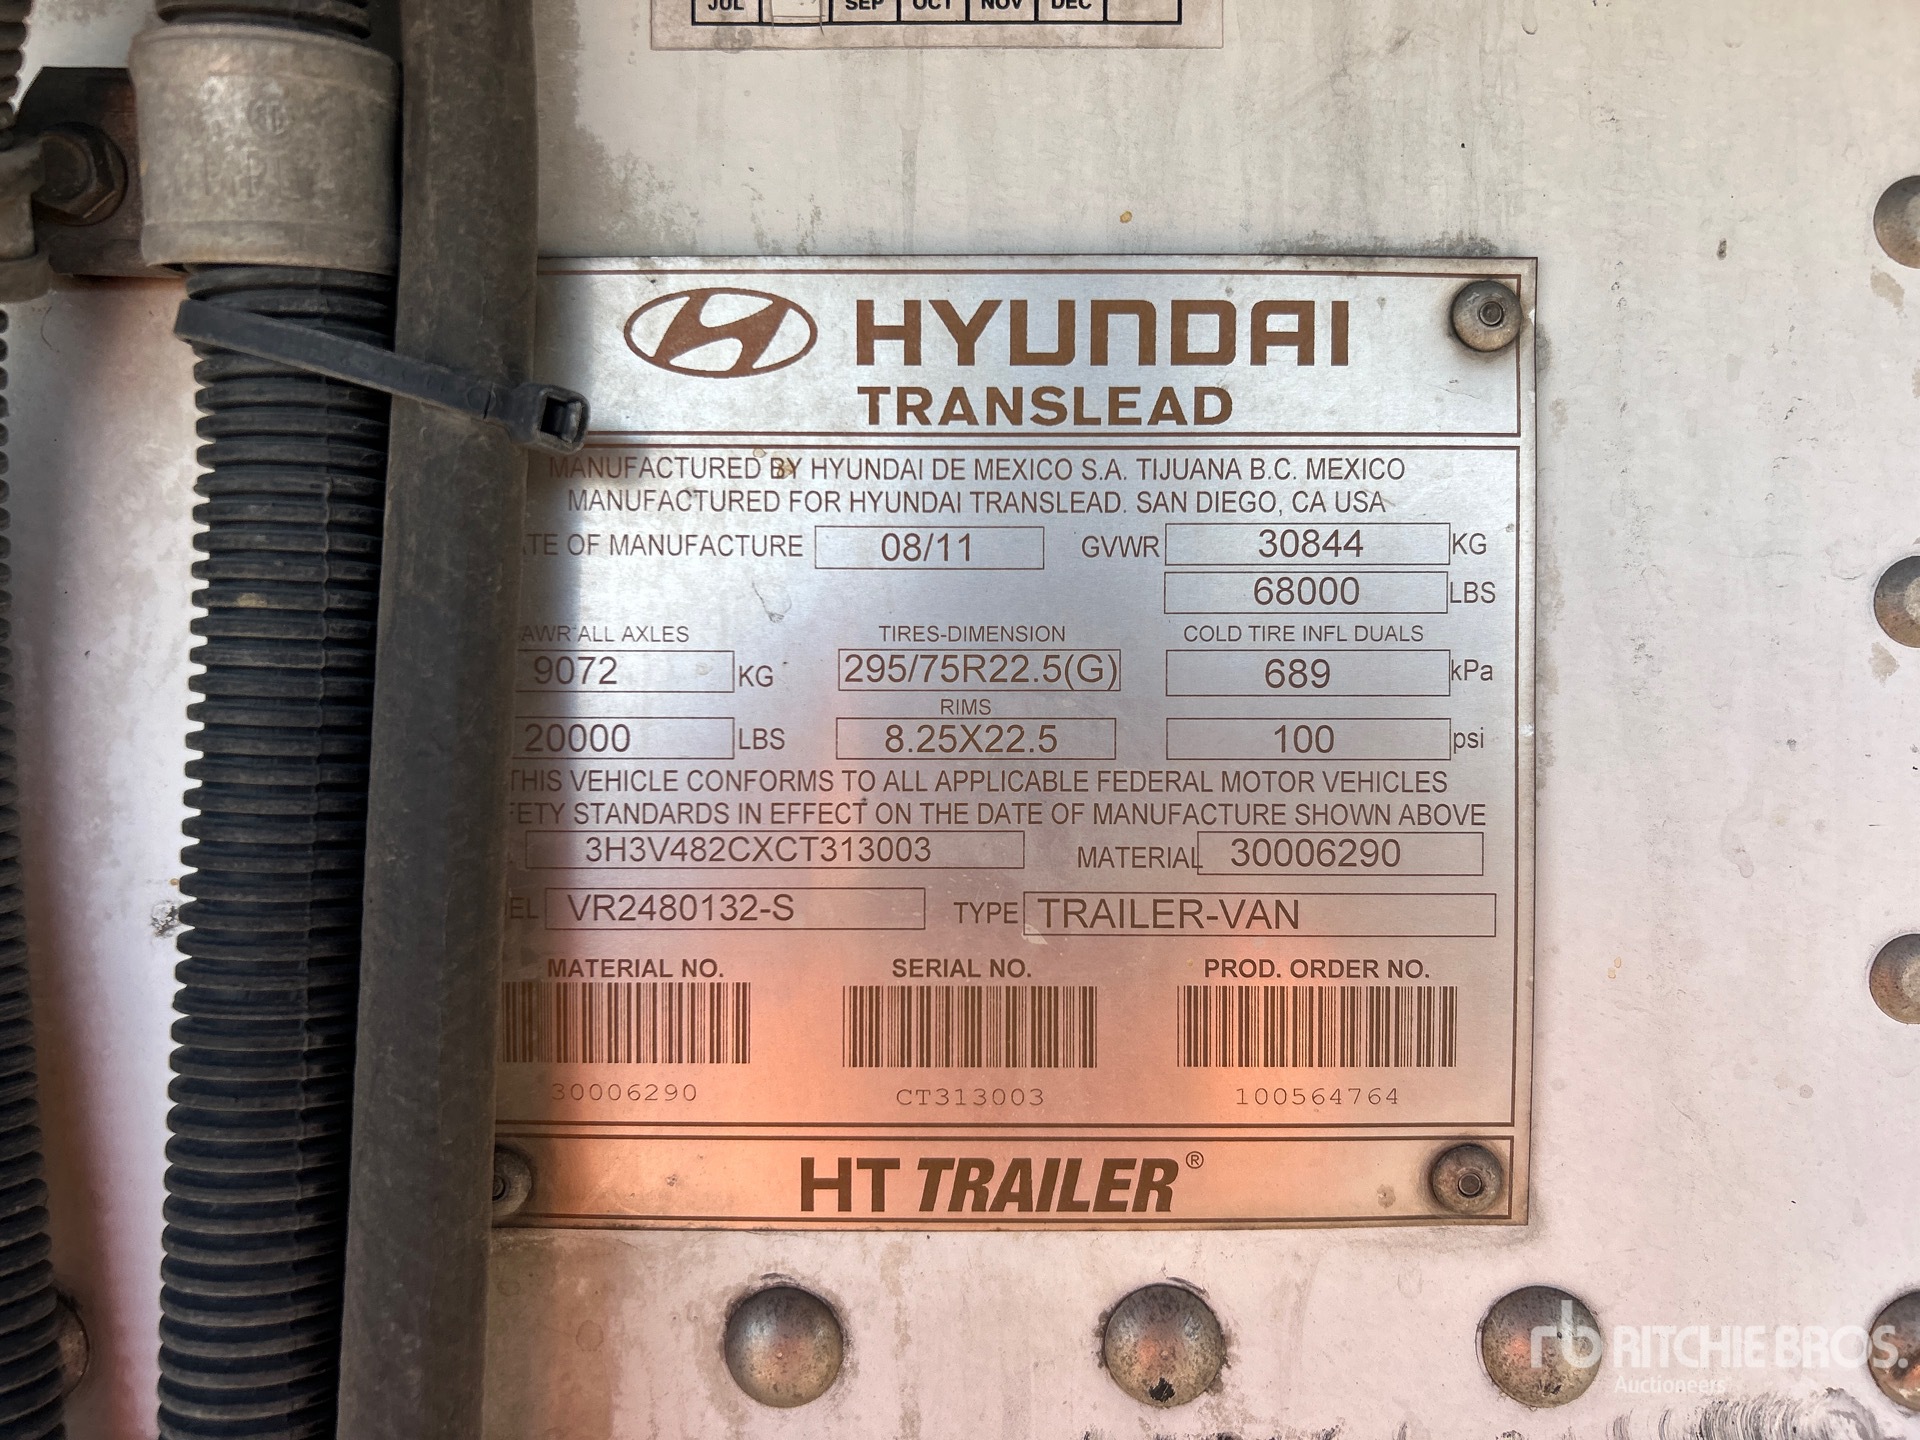 JUL SEP OCT NOV DEC
HYUNDAI
TRANSLEAD
MANUFACTURED BY HYUNDAI DE MEXICO S.A. TIJUANA B.C. MEXICO
MANUFACTURED FOR HYUNDAI TRANSLEAD. SAN DIEGO, CA USA
TE OF MANUFACTURE 08/11 GVWR 30844 KG
68000 LBS
AWR ALL AXLES TIRES-DIMENSION COLD TIRE INFL DUALS
9072 KG 295/75R22.5(G) 689 kPa
RIMS
20000 LBS 8.25X22.5 100 psi
THIS VEHICLE CONFORMS TO ALL APPLICABLE FEDERAL MOTOR VEHICLES
ETY STANDARDS IN EFFECT ON THE DATE OF MANUFACTURE SHOWN ABOVE
3H3V482CXCT313003 MATERIAL 30006290
EL VR2480132-S TYPE TRAILER-VAN
MATERIAL NO. SERIAL NO. PROD. ORDER NO.
30006290 CT313003 100564764
HT TRAILER®
rb RITCHIE BROS.
Auctioneers